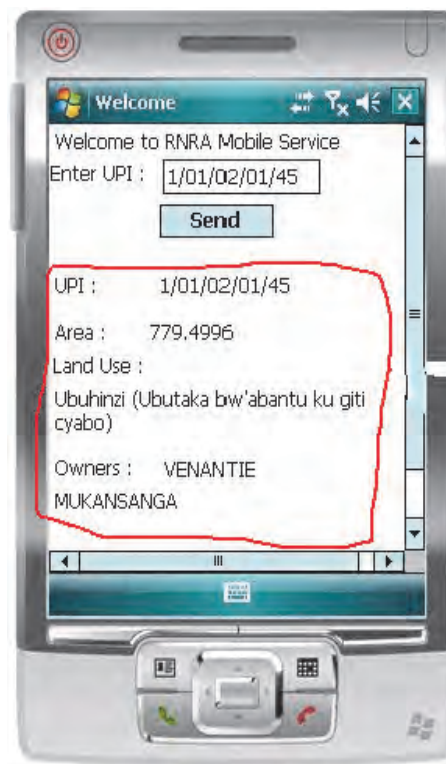 Welcome
Welcome to RNRA Mobile Service
Enter UPI : 1/01/02/01/45
Send
UPI : 1/01/02/01/45
Area : 779.4996
Land Use :
Ubuhinzi (Ubutaka bw'abantu ku giti
cyabo)
Owners : VENANTIE
MUKANSANGA